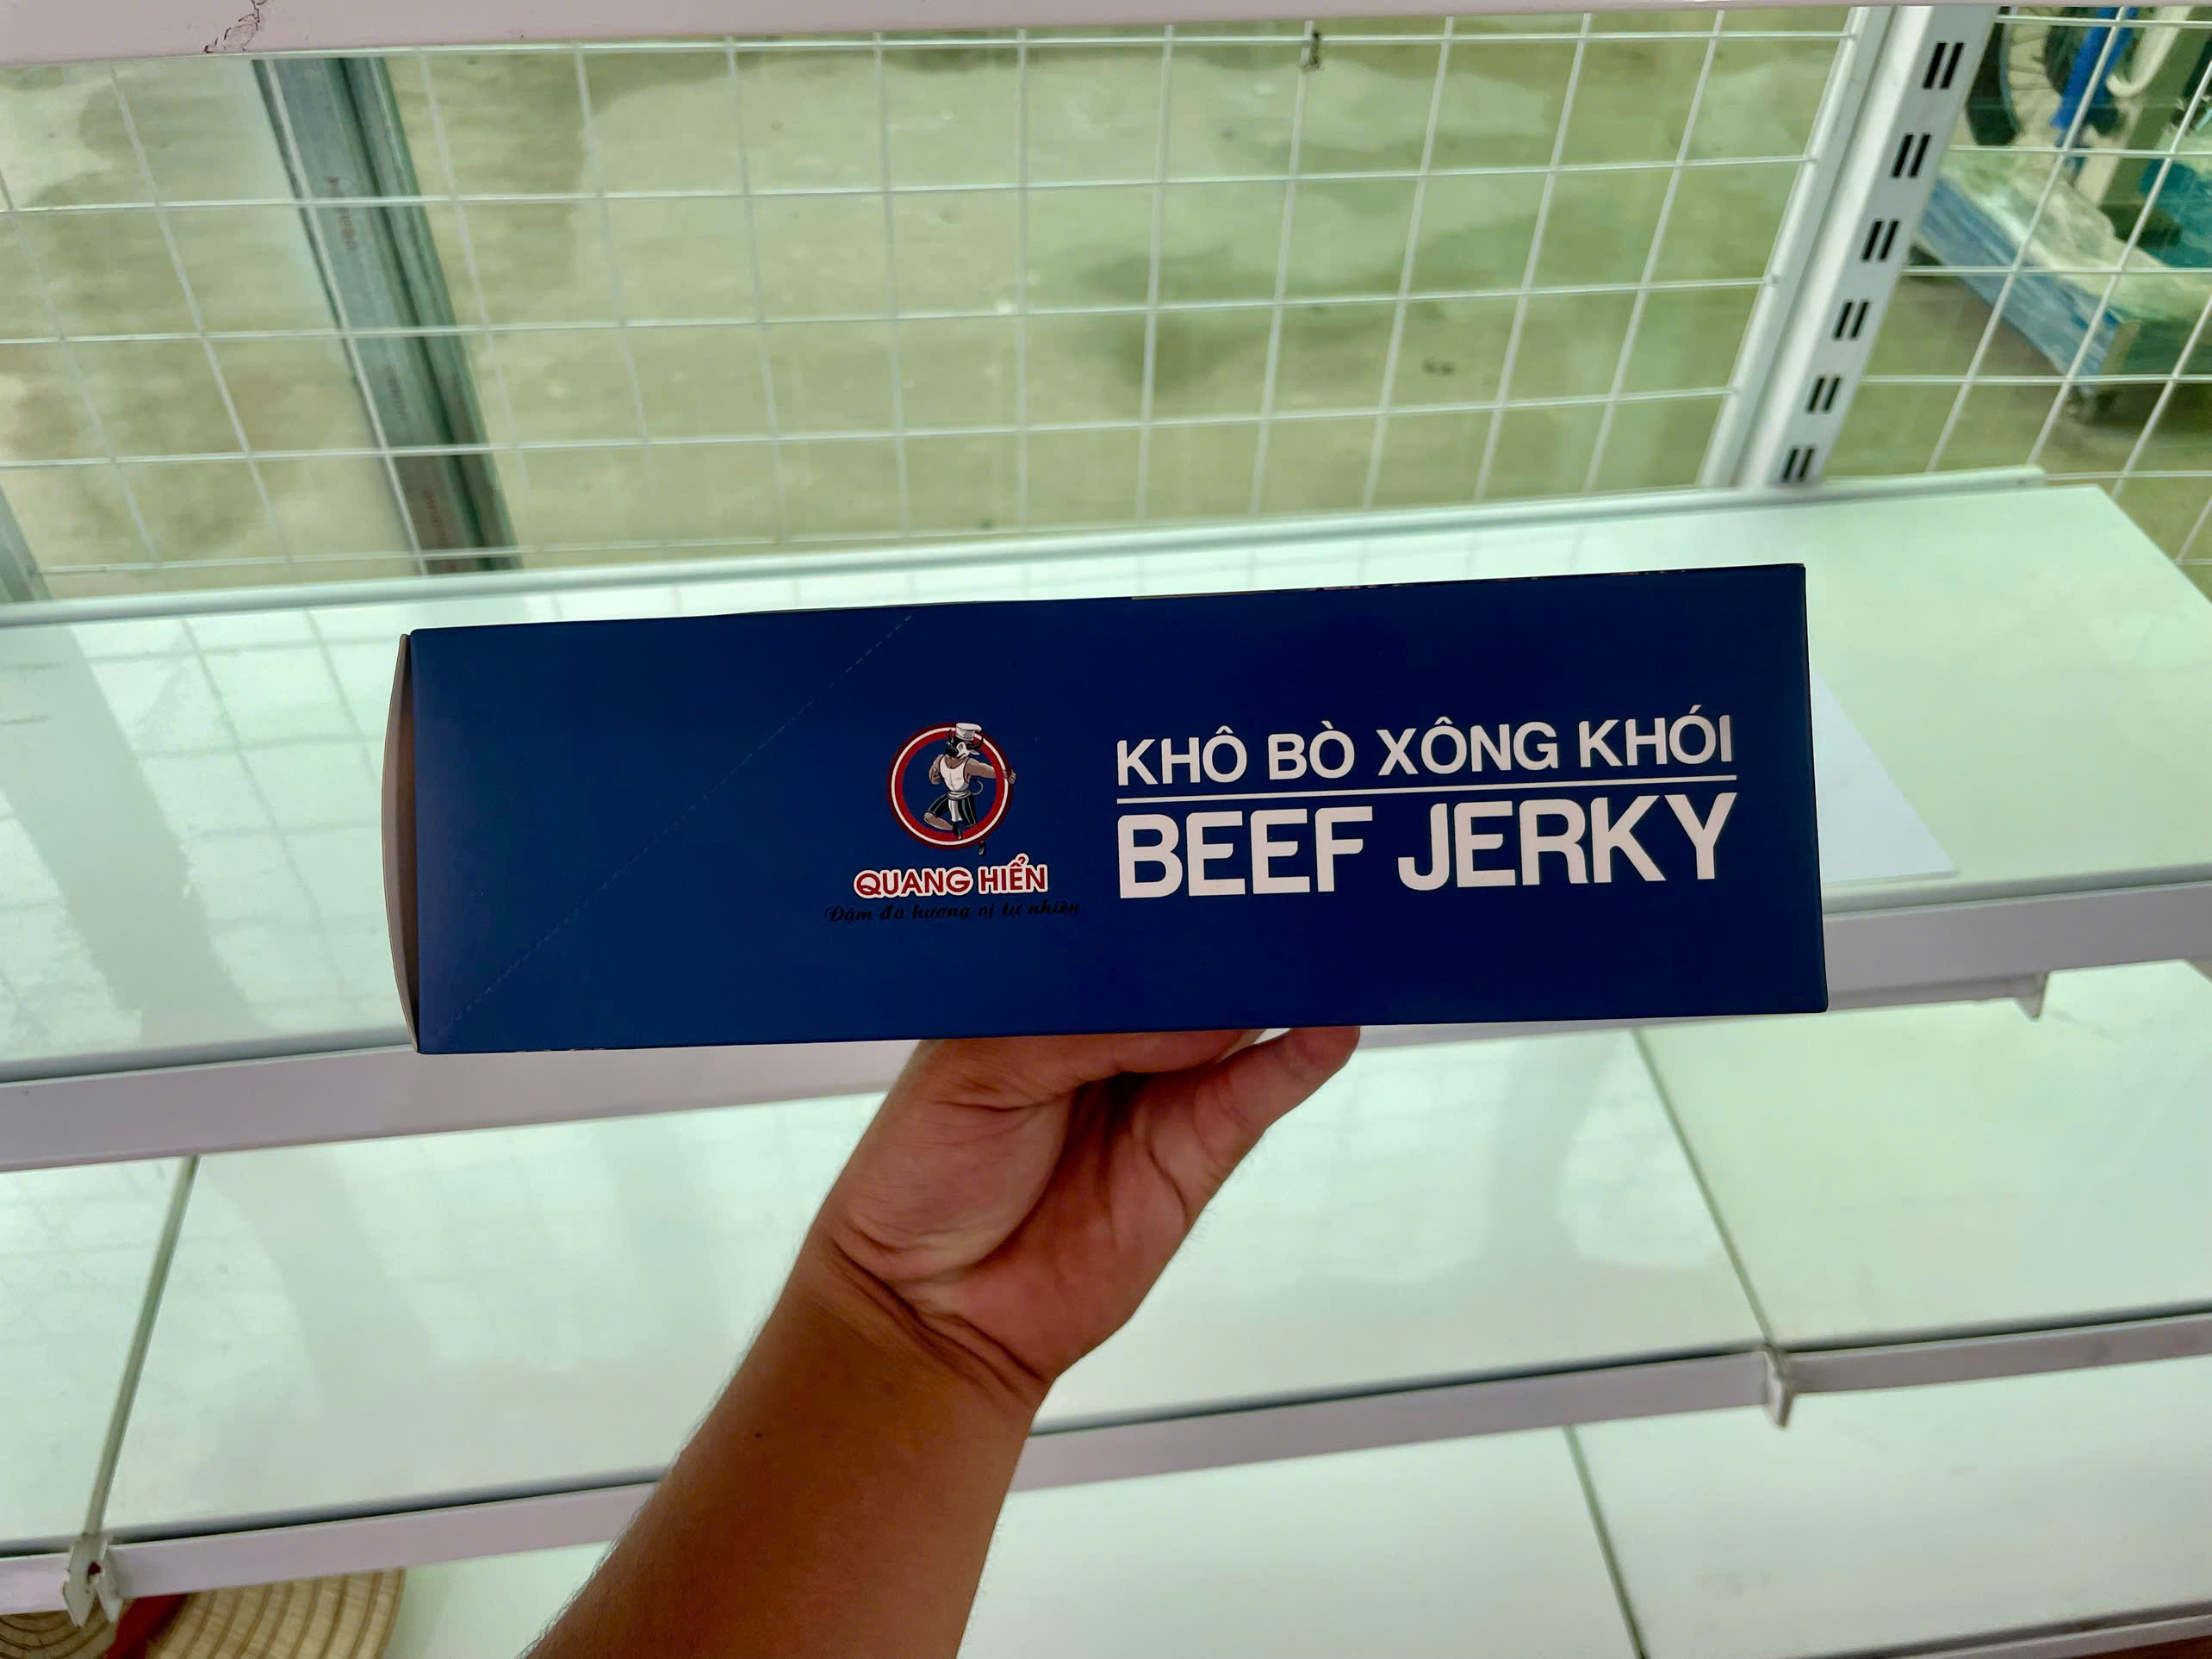 KHÔ BÒ XÔNG KHÓI
BEEF JERKY
QUANG HIỂN
Đậm đà hương vị tự nhiên